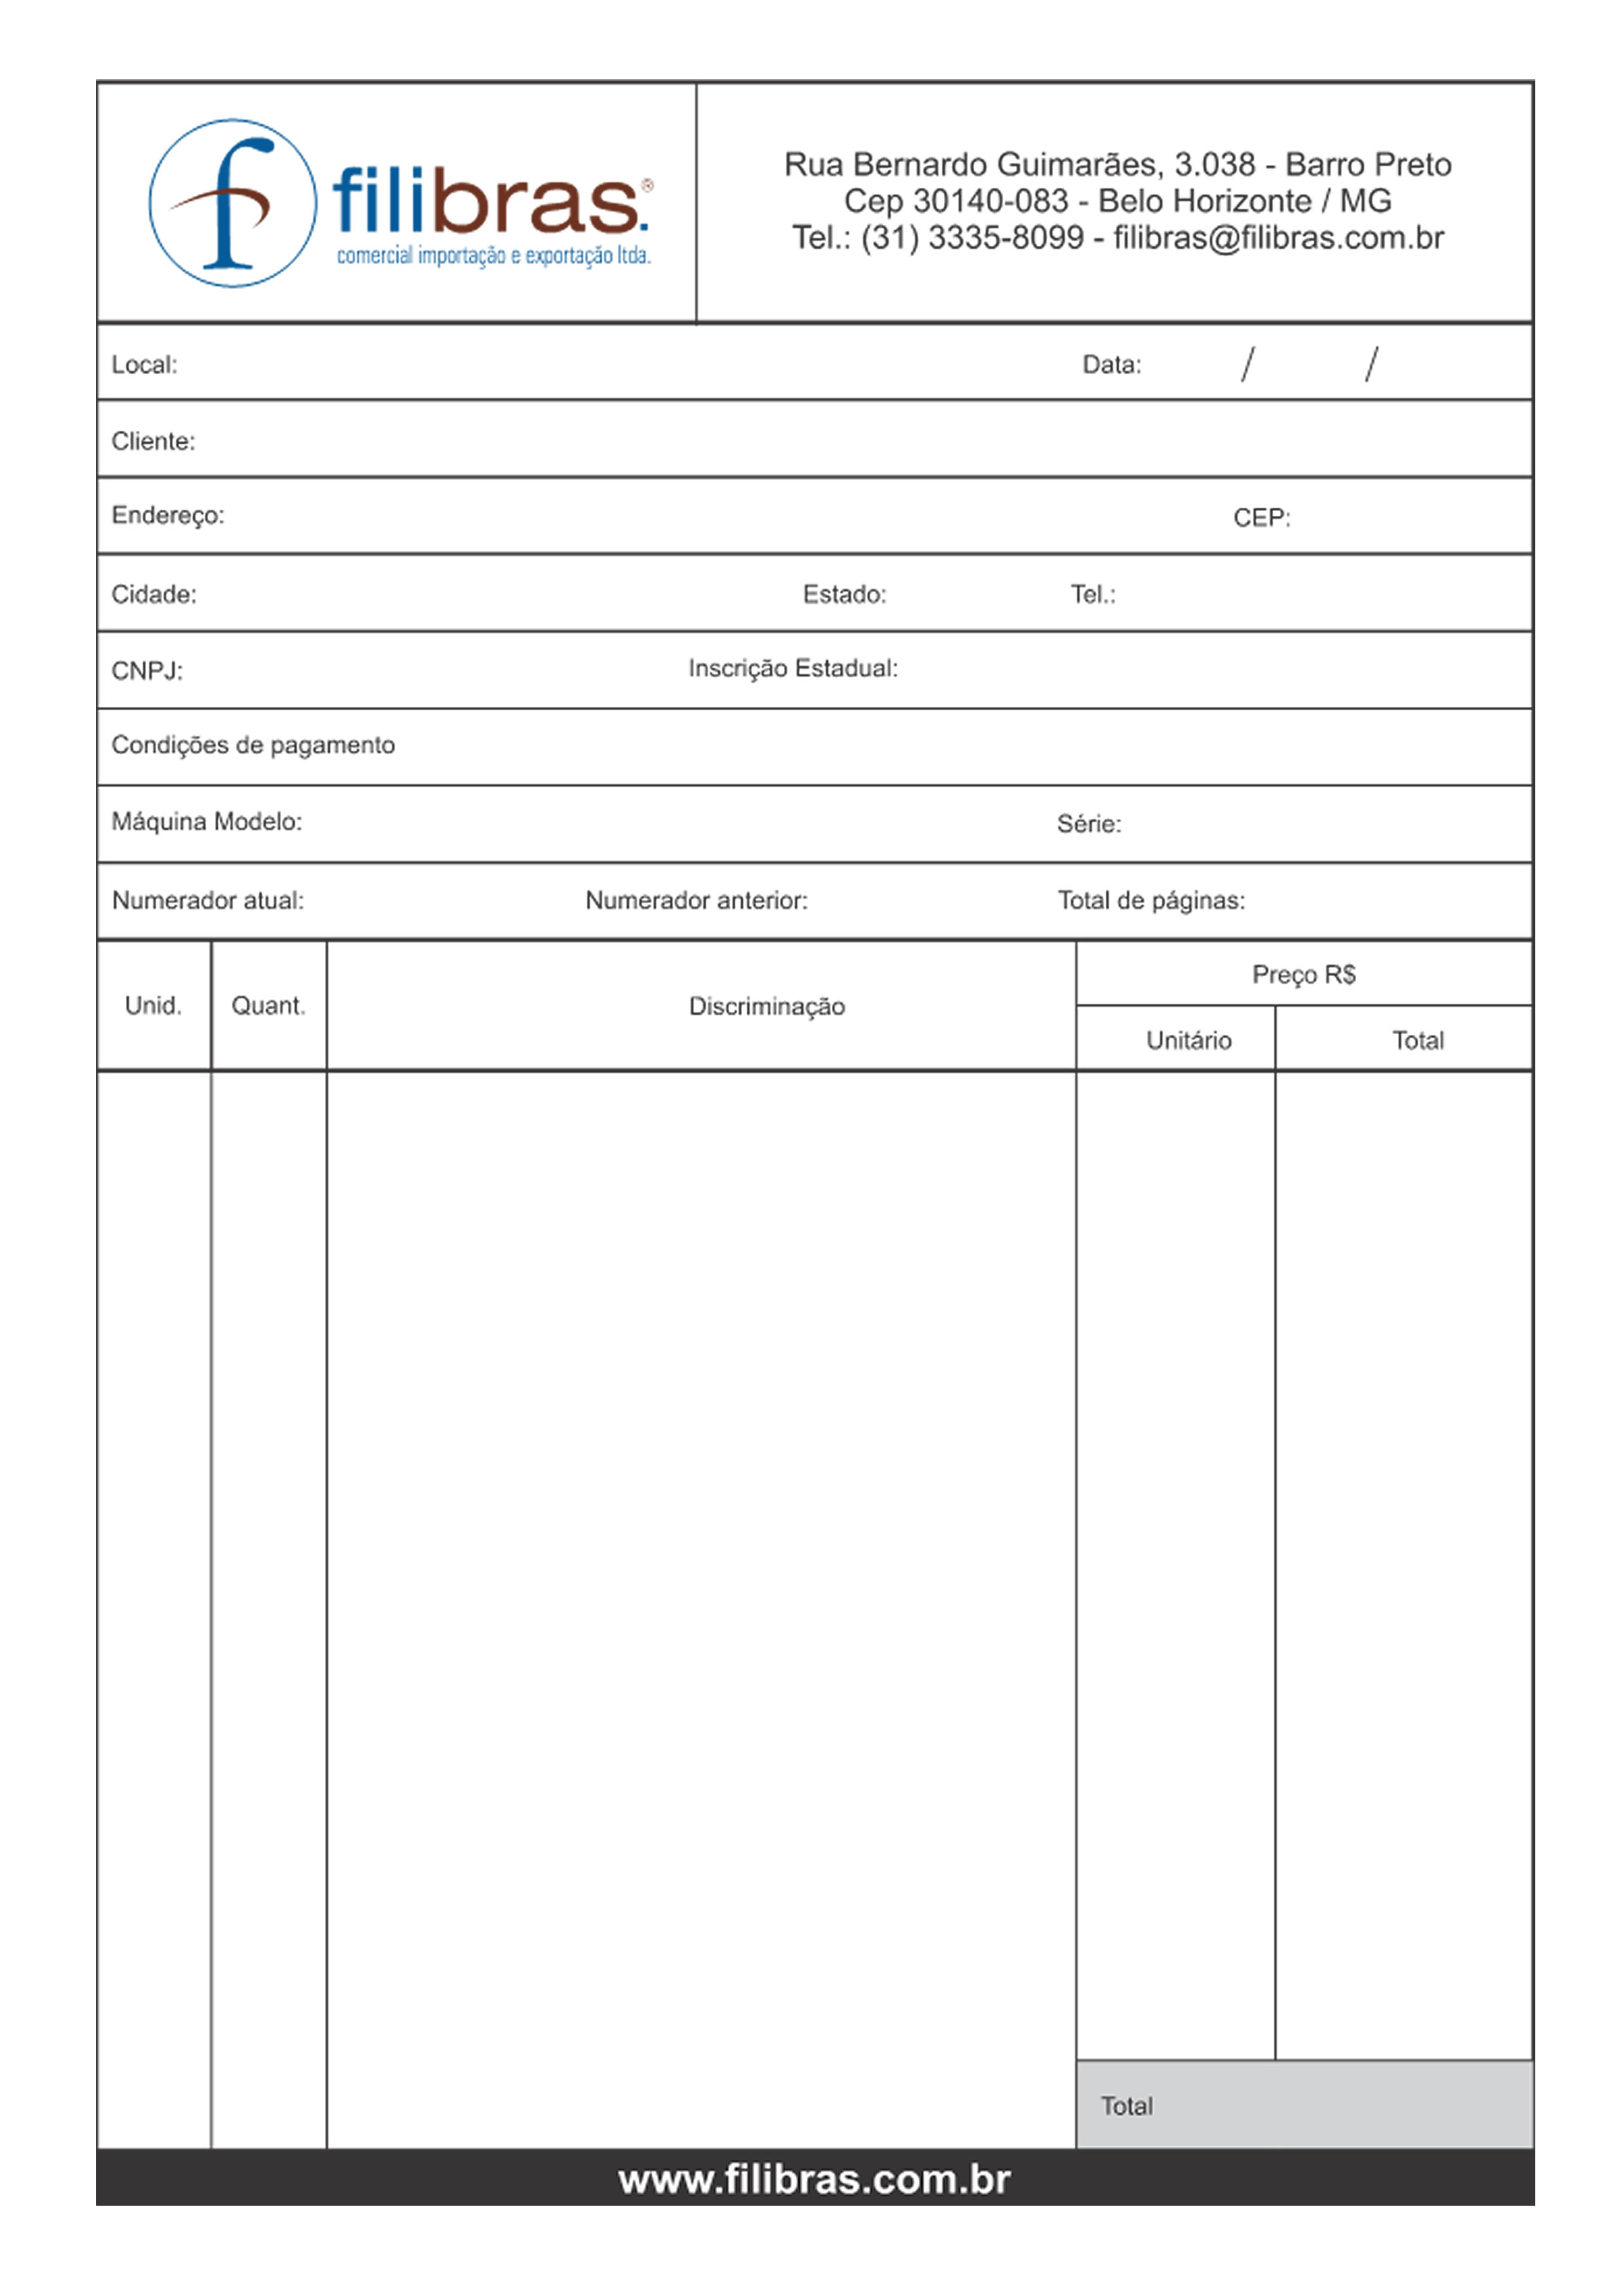 filibras.®
comercial importação e exportação ltda.
Rua Bernardo Guimarães, 3.038 - Barro Preto
Cep 30140-083 - Belo Horizonte / MG
Tel.: (31) 3335-8099 - filibras@filibras.com.br
Local: Data: / /
Cliente:
Endereço: CEP:
Cidade: Estado: Tel.:
CNPJ: Inscrição Estadual:
Condições de pagamento
Máquina Modelo: Série:
Numerador atual: Numerador anterior: Total de páginas:
Unid. Quant. Discriminação Preço R$
Unitário Total
Total
www.filibras.com.br